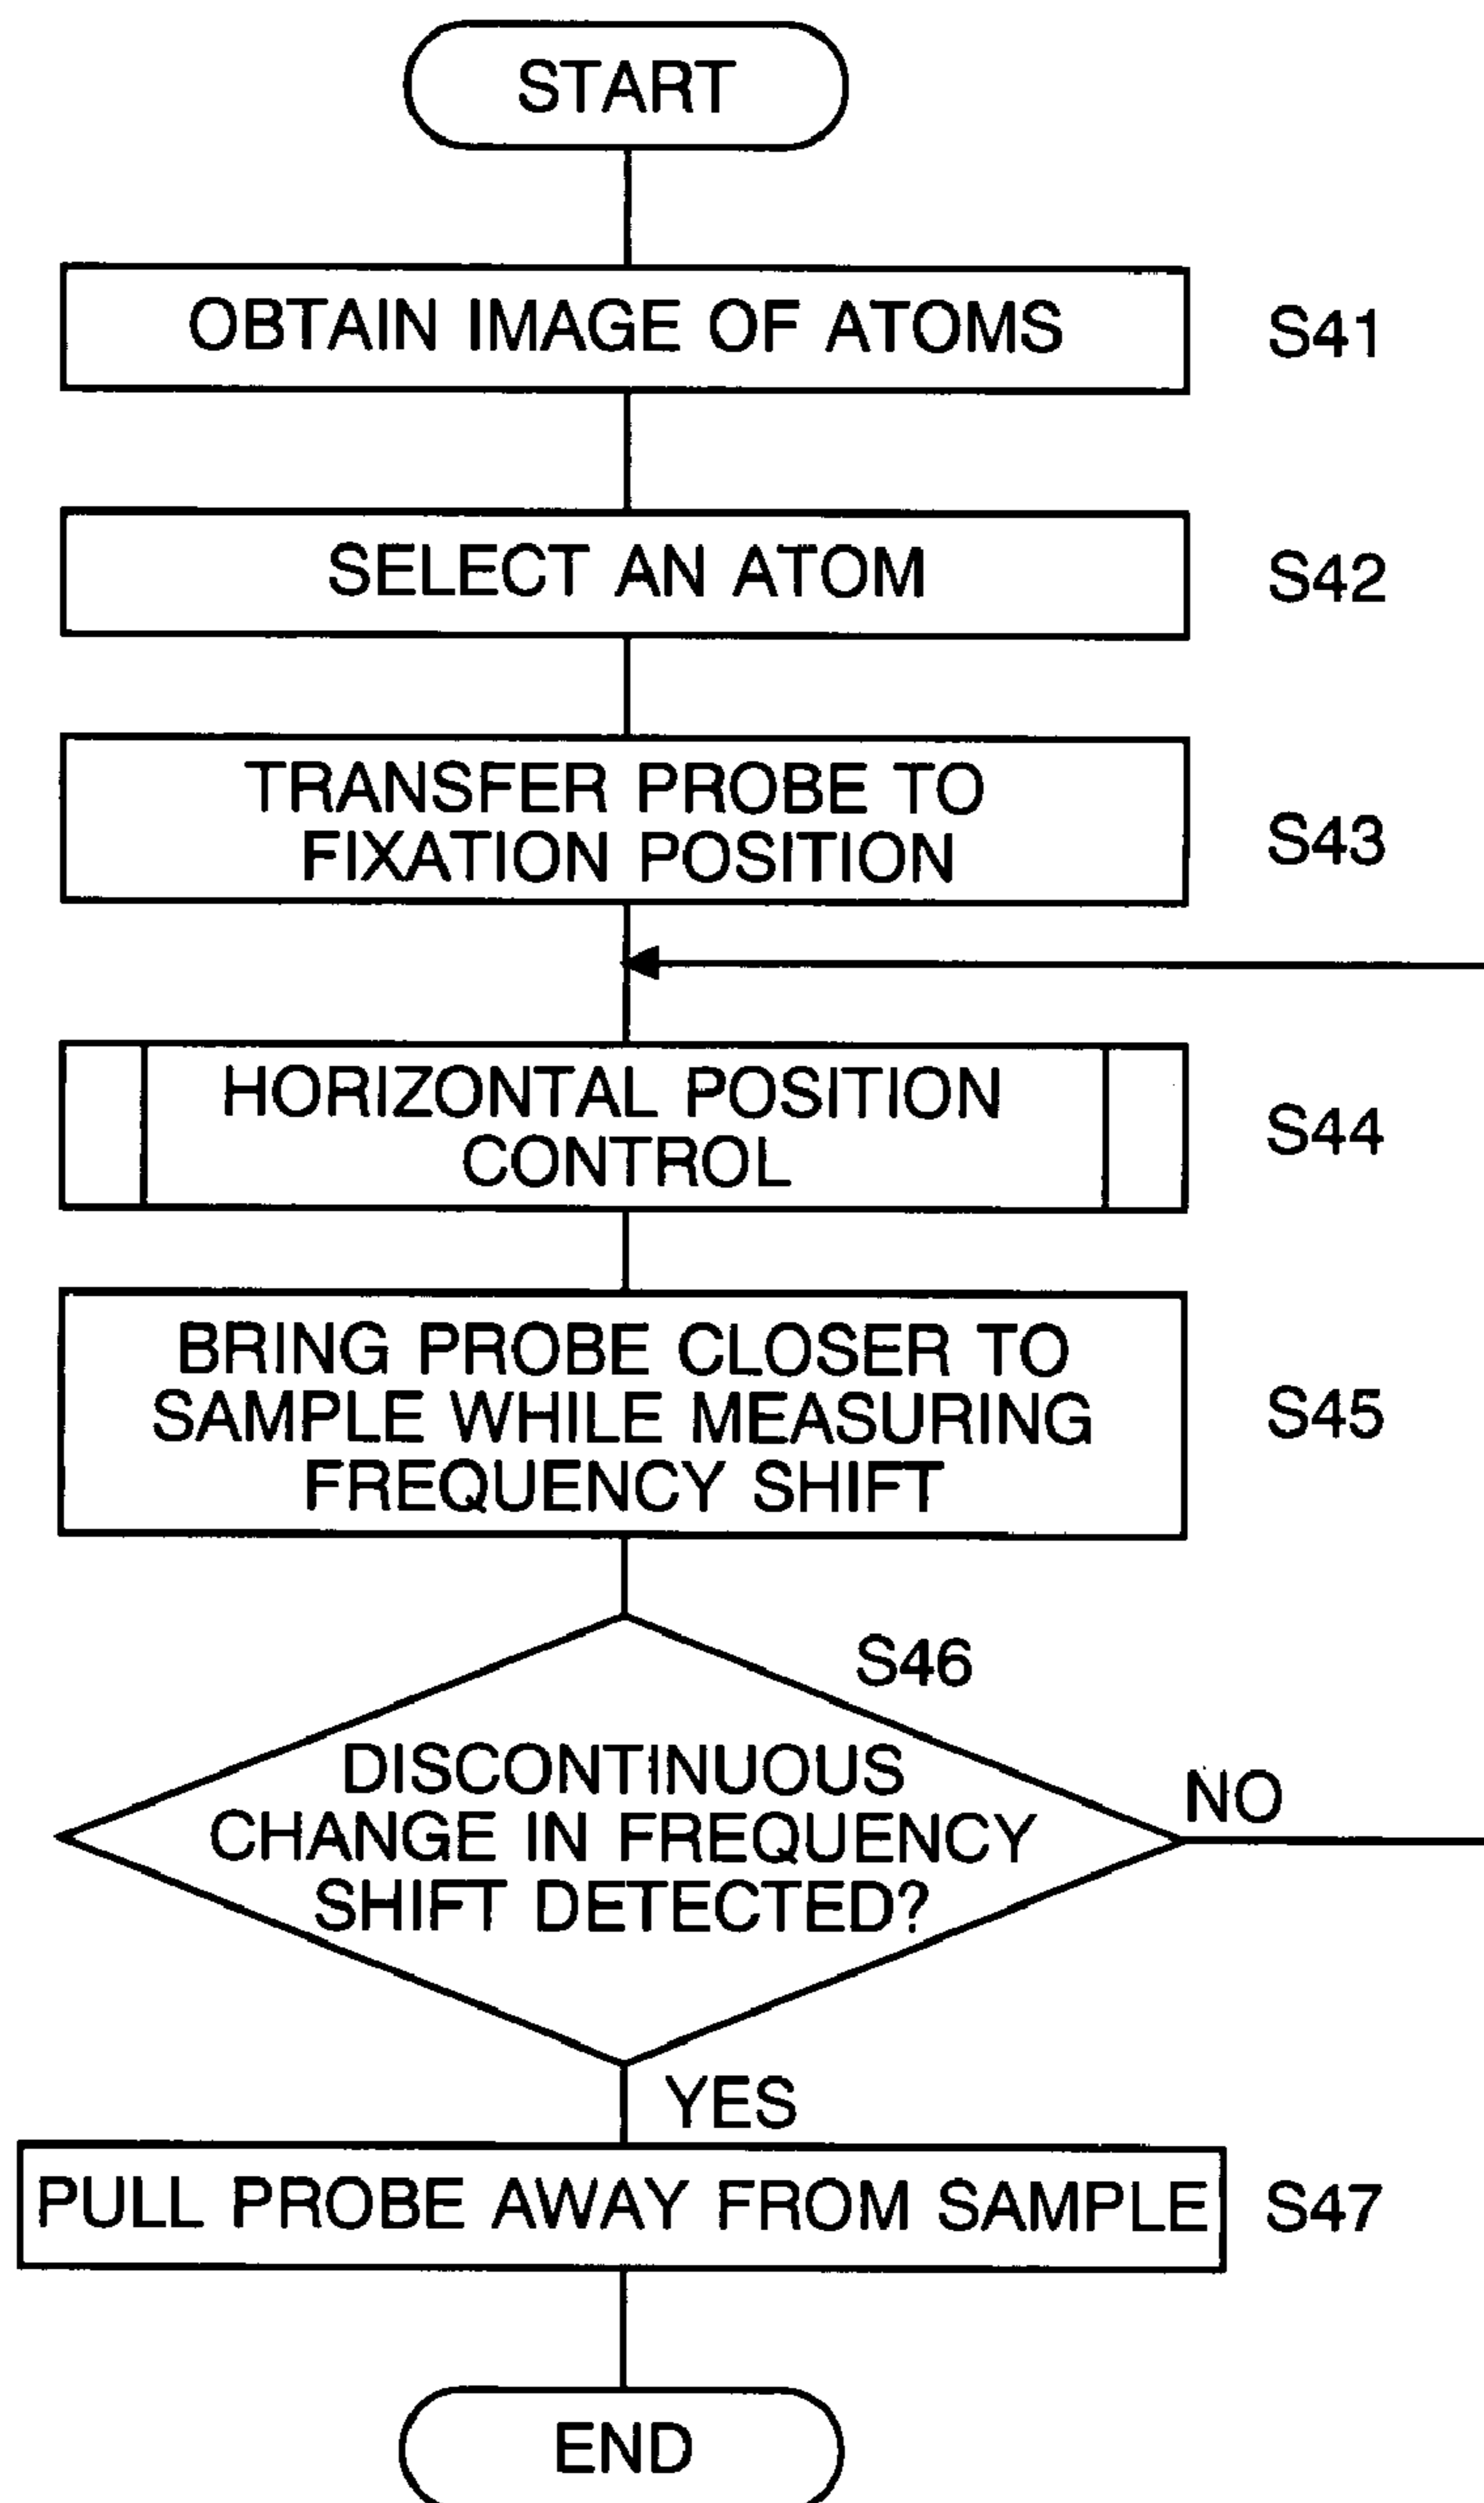 START
OBTAIN IMAGE OF ATOMS
S41
SELECT AN ATOM
S42
TRANSFER PROBE TO
FIXATION POSITION
S43
HORIZONTAL POSITION
CONTROL
S44
BRING PROBE CLOSER TO
SAMPLE WHILE MEASURING
FREQUENCY SHIFT
S45
S46
DISCONTINUOUS
CHANGE IN FREQUENCY
SHIFT DETECTED?
NO
YES
PULL PROBE AWAY FROM SAMPLE
S47
END